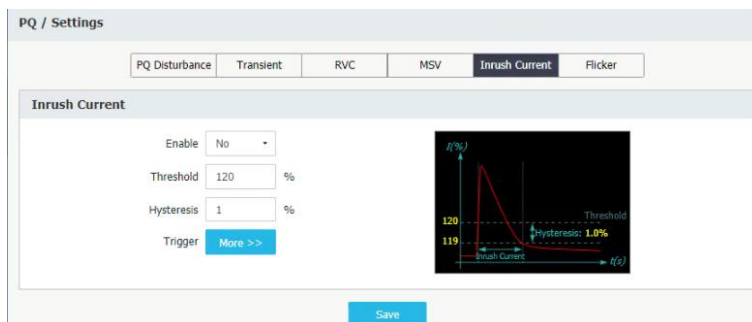 PQ / Settings
PQ Disturbance Transient RVC MSV Inrush Current Flicker
Inrush Current
Enable No
Threshold 120 %
Hysteresis 1 %
Trigger More >>
I(%)
120 Threshold
Hysteresis: 1.0%
119
Inrush Current
t(s)
Save